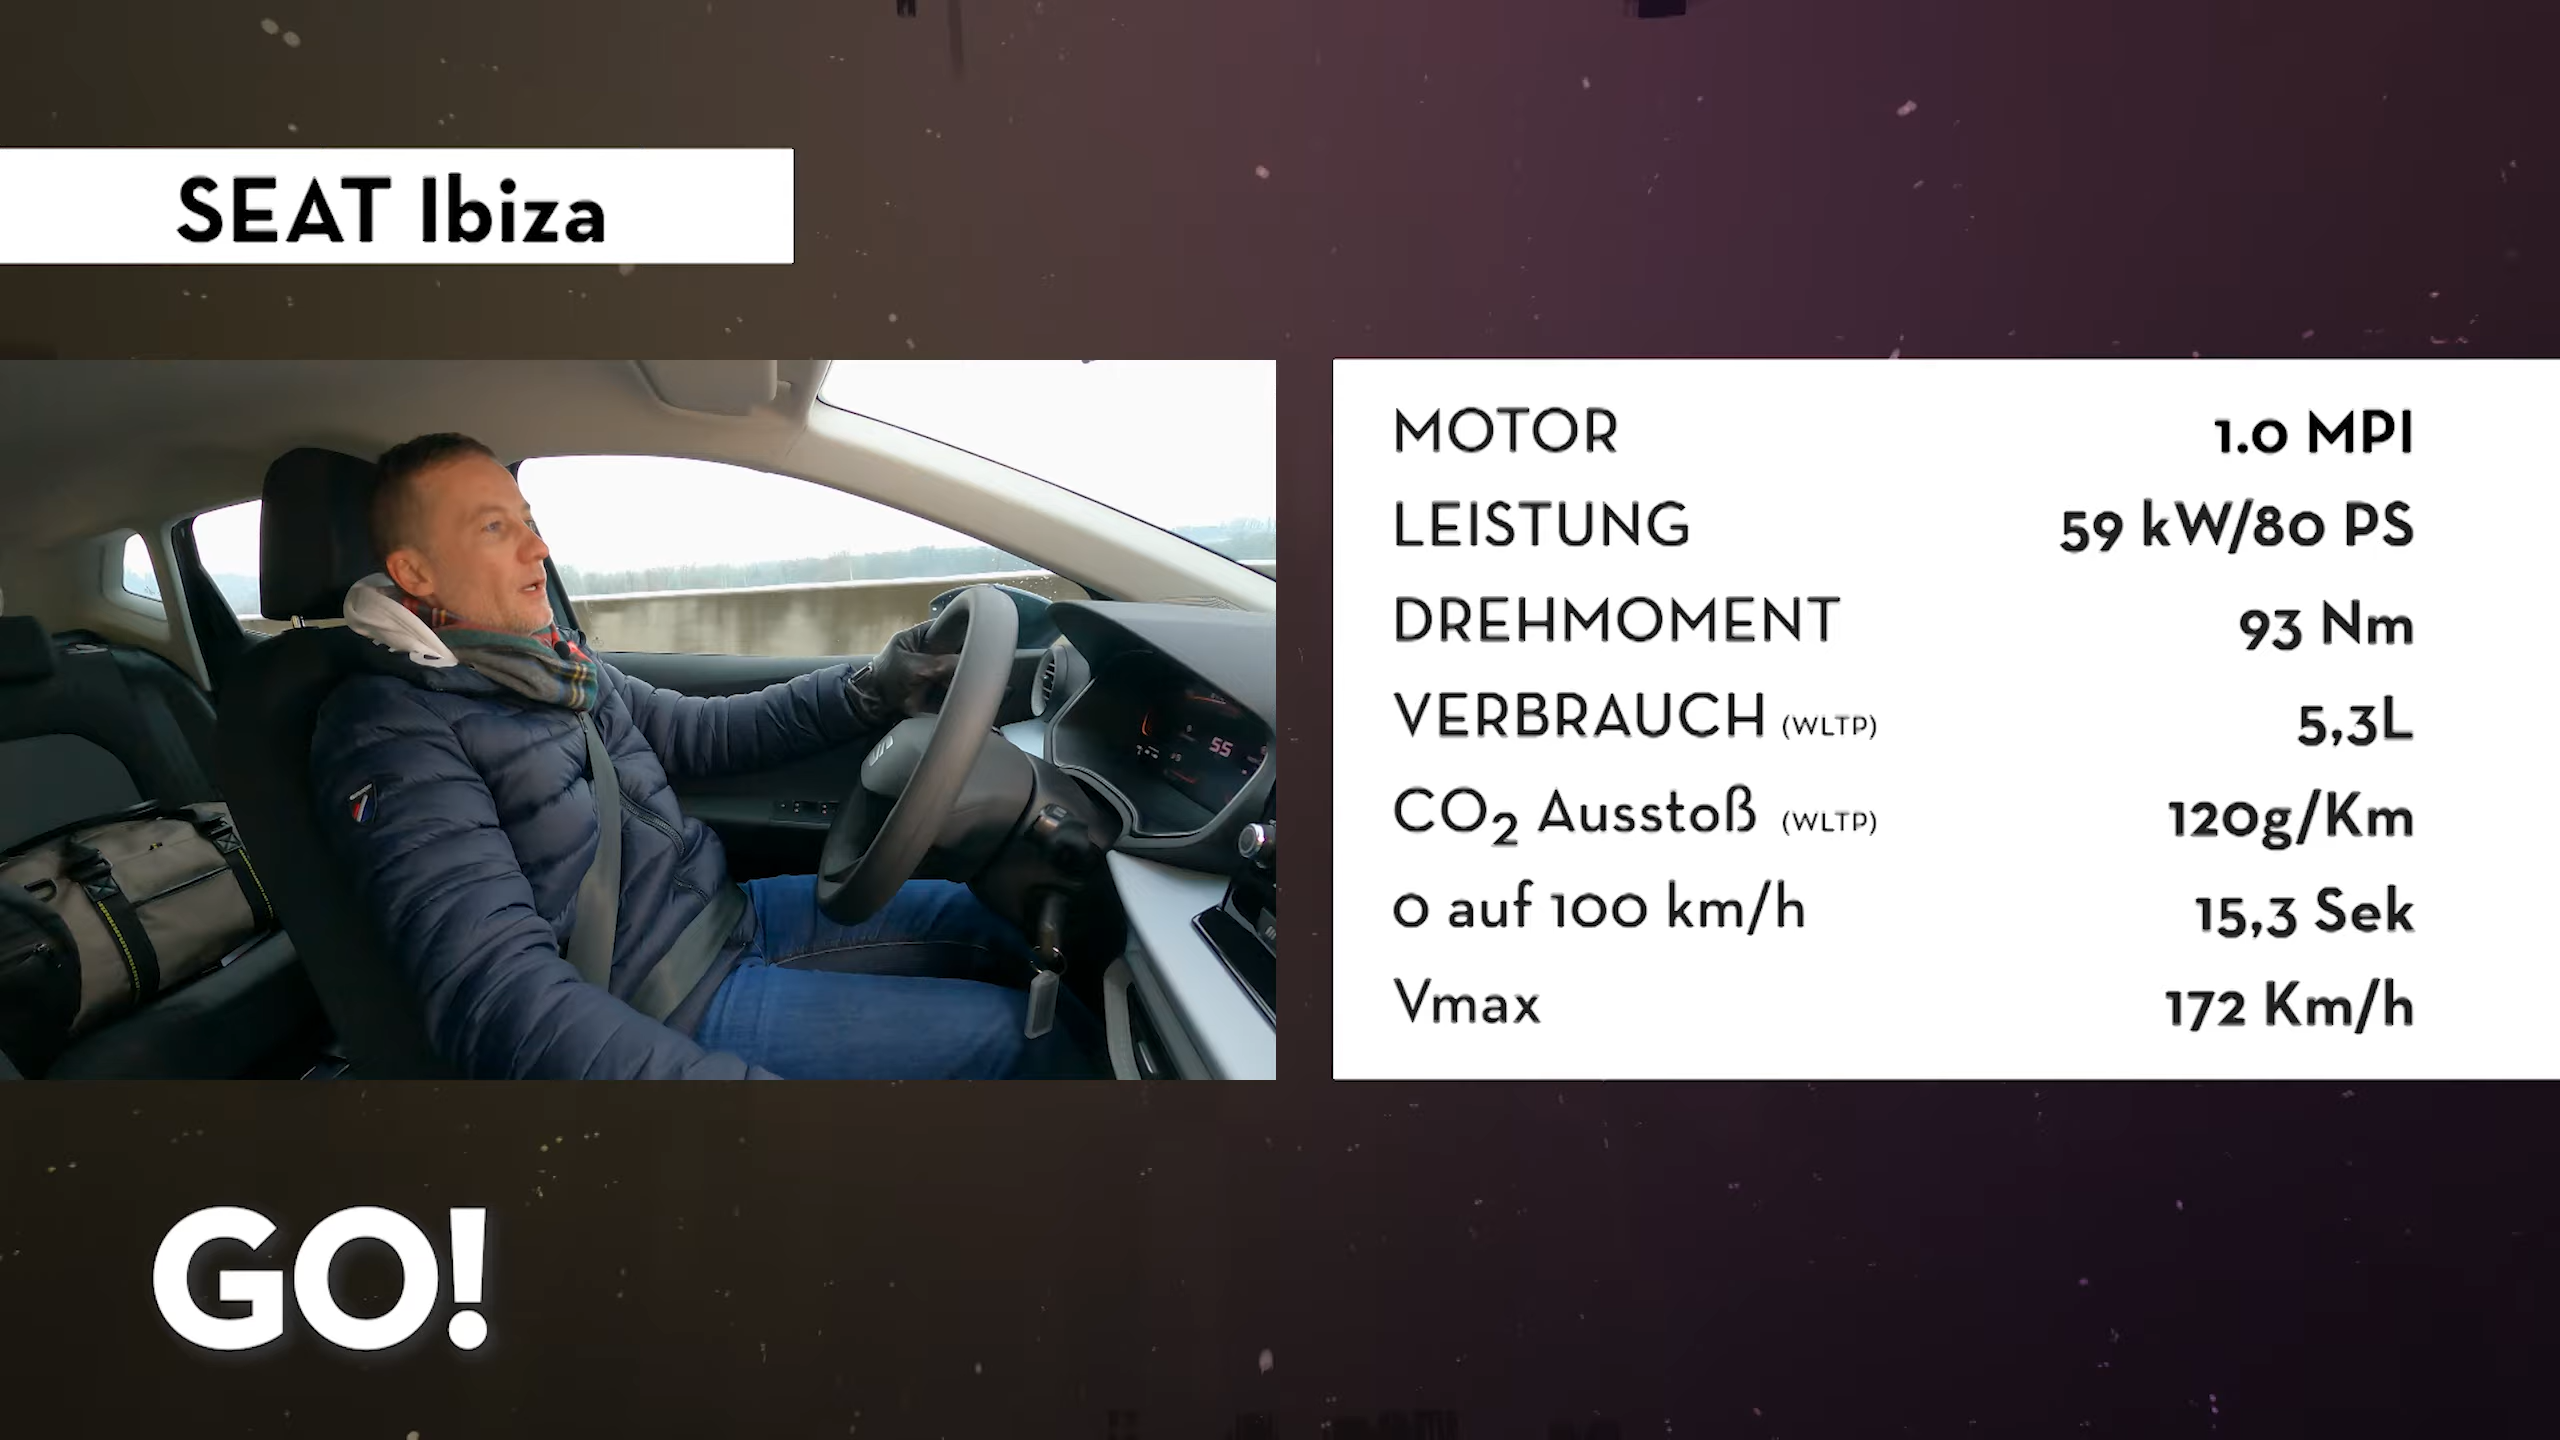 SEAT Ibiza
MOTOR 1.0 MPI
LEISTUNG 59 kW/80 PS
DREHMOMENT 93 Nm
VERBRAUCH (WLTP) 5,3L
CO₂ Ausstoß (WLTP) 120g/Km
0 auf 100 km/h 15,3 Sek
Vmax 172 Km/h
55
GO!